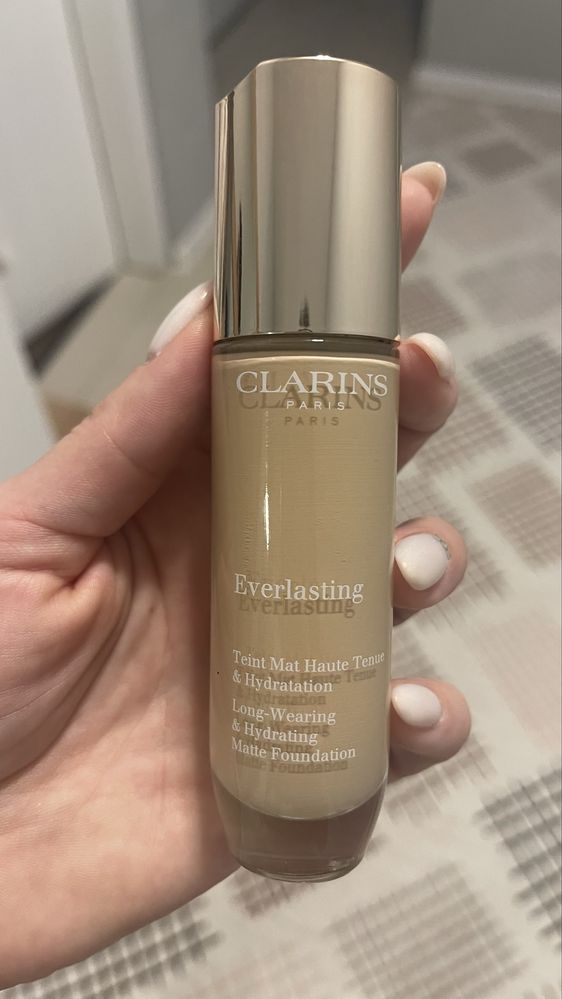 CLARINS
PARIS
Everlasting
Teint Mat Haute Tenue
& Hydratation
Long-Wearing
& Hydrating
Matte Foundation